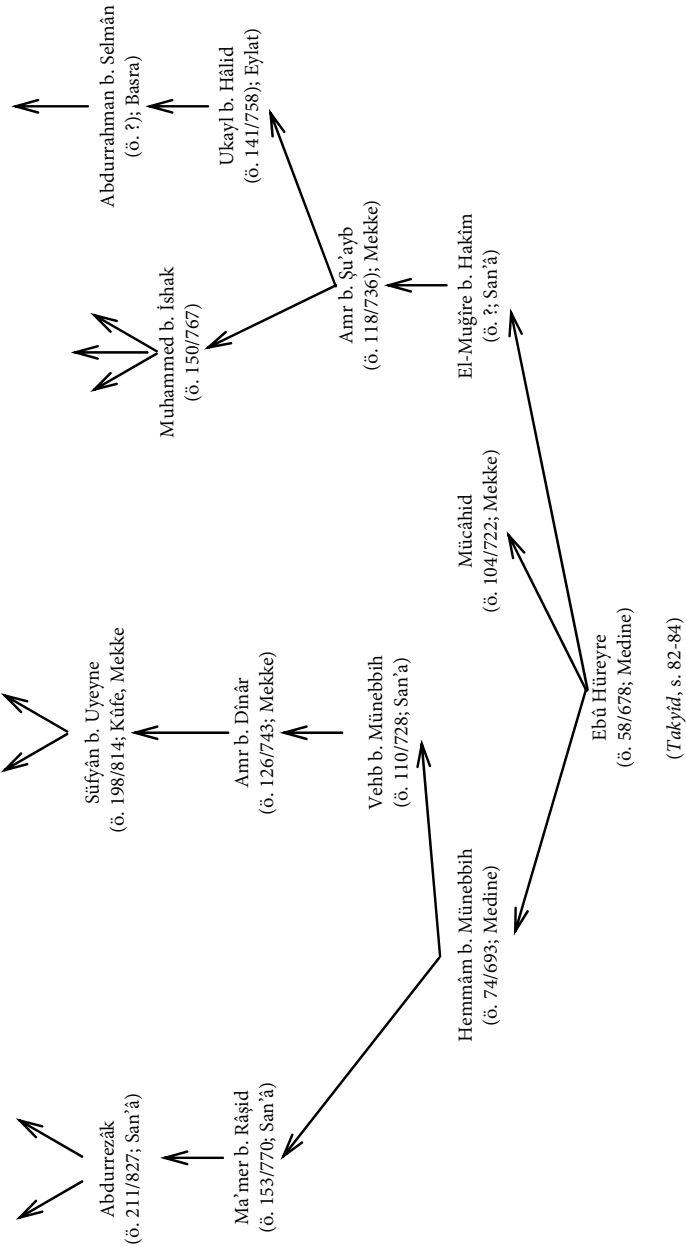 Abdurrezâk
(ö. 211/827; San’â)
Süfyân b. Uyeyne
(ö. 198/814; Kûfe, Mekke
Abdurrahman b. Selmân
(ö. ?); Basra)
Muhammed b. İshak
(ö. 150/767)
Ma’mer b. Râşid
(ö. 153/770; San’â)
Amr b. Dînâr
(ö. 126/743; Mekke)
Ukayl b. Hâlid
(ö. 141/758); Eylat)
Amr b. Şu’ayb
(ö. 118/736); Mekke)
Vehb b. Münebbih
(ö. 110/728; San’a)
Hemmâm b. Münebbih
(ö. 74/693; Medine)
Mücâhid
(ö. 104/722; Mekke)
El-Muğîre b. Hakîm
(ö. ?; San’â)
Ebû Hüreyre
(ö. 58/678; Medine)
(Takyîd, s. 82-84)